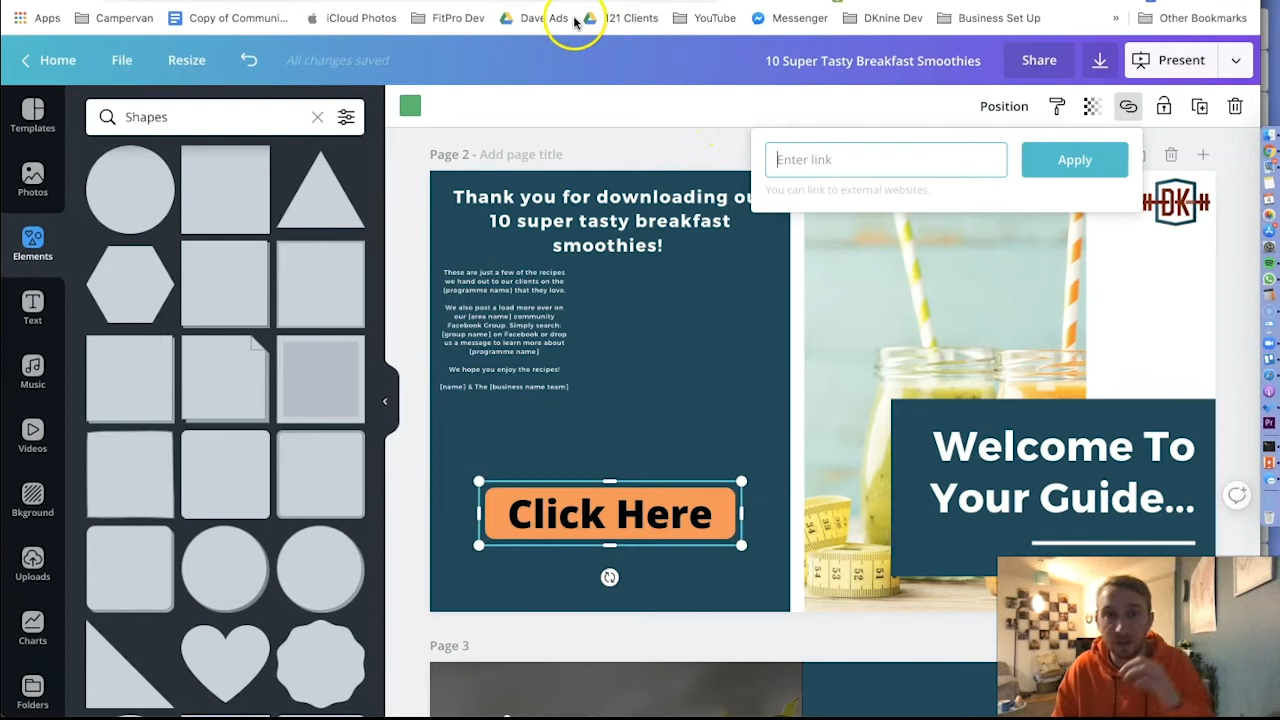 Apps Campervan Copy of Communi... iCloud Photos FitPro Dev Dave Ads 121 Clients YouTube Messenger DKnine Dev Business Set Up » Other Bookmarks
Home File Resize All changes saved 10 Super Tasty Breakfast Smoothies Share Present
Templates
Photos
Elements
Text
Music
Videos
Bkground
Uploads
Charts
Folders
Shapes
Position
Enter link
Apply
You can link to external websites.
Page 2 - Add page title
Thank you for downloading ou
10 super tasty breakfast
smoothies!
These are just a few of the recipes
we hand out to our clients on the
{programme name} that they love.
We also post a load more over on
our [area name] community
Facebook Group. Simply search:
[group name] on Facebook or drop
us a message to learn more about
[programme name]
We hope you enjoy the recipes!
[name] & The [business name team]
Click Here
DK
Welcome To
Your Guide...
Page 3